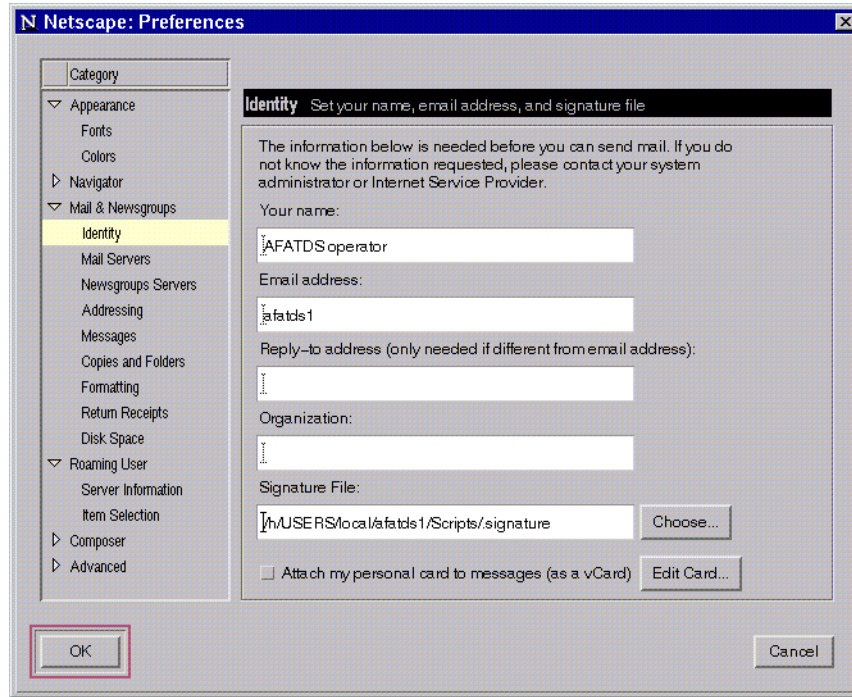 N Netscape: Preferences
Category
Appearance
Fonts
Colors
Navigator
Mail & Newsgroups
Identity
Mail Servers
Newsgroups Servers
Addressing
Messages
Copies and Folders
Formatting
Return Receipts
Disk Space
Roaming User
Server Information
Item Selection
Composer
Advanced
Identity Set your name, email address, and signature file
The information below is needed before you can send mail. If you do
not know the information requested, please contact your system
administrator or Internet Service Provider.
Your name:
AFATDS operator
Email address:
afatds1
Reply-to address (only needed if different from email address):
Organization:
Signature File:
/h/USERS/local/afatds1/Scripts/.signature
Choose...
Attach my personal card to messages (as a vCard)
Edit Card...
OK
Cancel